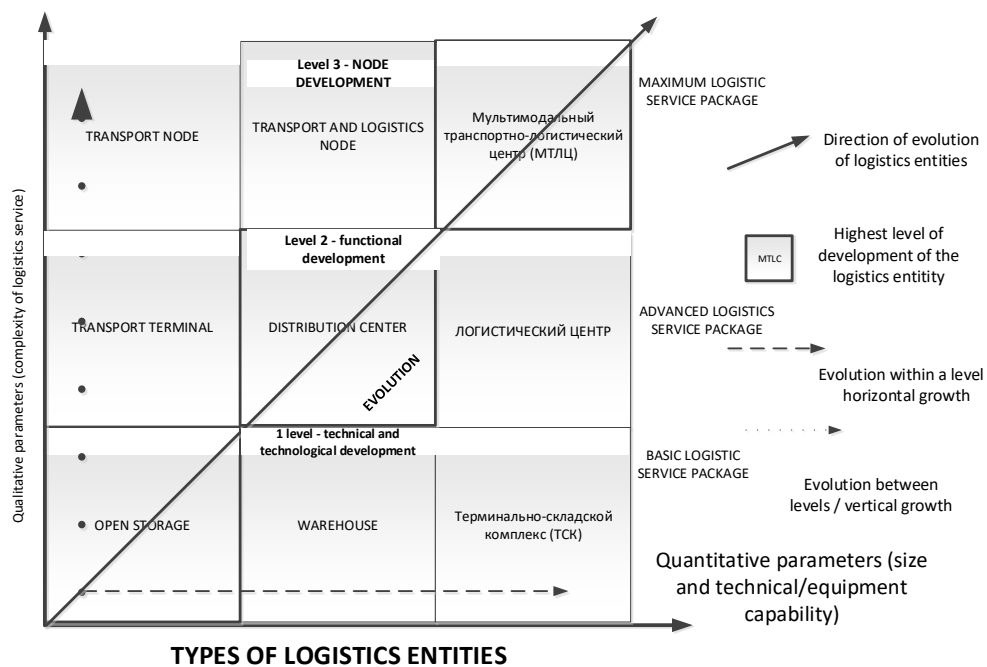 Qualitative parameters (complexity of logistic service)
Level 3 - NODE
DEVELOPMENT
TRANSPORT NODE
TRANSPORT AND LOGISTICS
NODE
Мультимодальный
транспортно-логистический
центр (МТЛЦ)
MAXIMUM LOGISTIC
SERVICE PACKAGE
Level 2 - functional
development
TRANSPORT TERMINAL
DISTRIBUTION CENTER
ЛОГИСТИЧЕСКИЙ ЦЕНТР
EVOLUTION
ADVANCED LOGISTICS
SERVICE PACKAGE
1 level - technical and
technological development
OPEN STORAGE
WAREHOUSE
Терминально-складской
комплекс (ТСК)
BASIC LOGISTIC
SERVICE PACKAGE
Direction of evolution
of logistics entities
MTLC
Highest level of
development of the
logistics entitity
Evolution within a level
horizontal growth
Evolution between
levels / vertical growth
Quantitative parameters (size
and technical/equipment
capability)
TYPES OF LOGISTICS ENTITIES